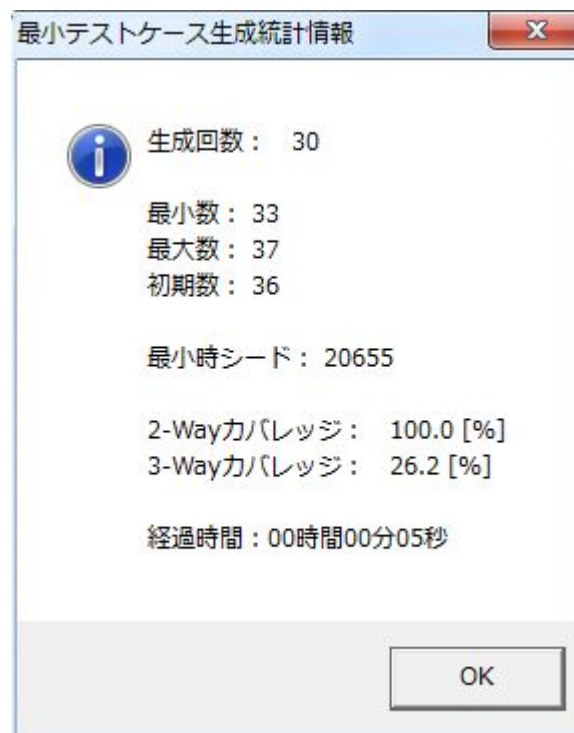 最小テストケース生成統計情報
生成回数： 30
最小数： 33
最大数： 37
初期数： 36
最小時シード： 20655
2-Wayカバレッジ： 100.0 [%]
3-Wayカバレッジ： 26.2 [%]
経過時間：00時間00分05秒
OK